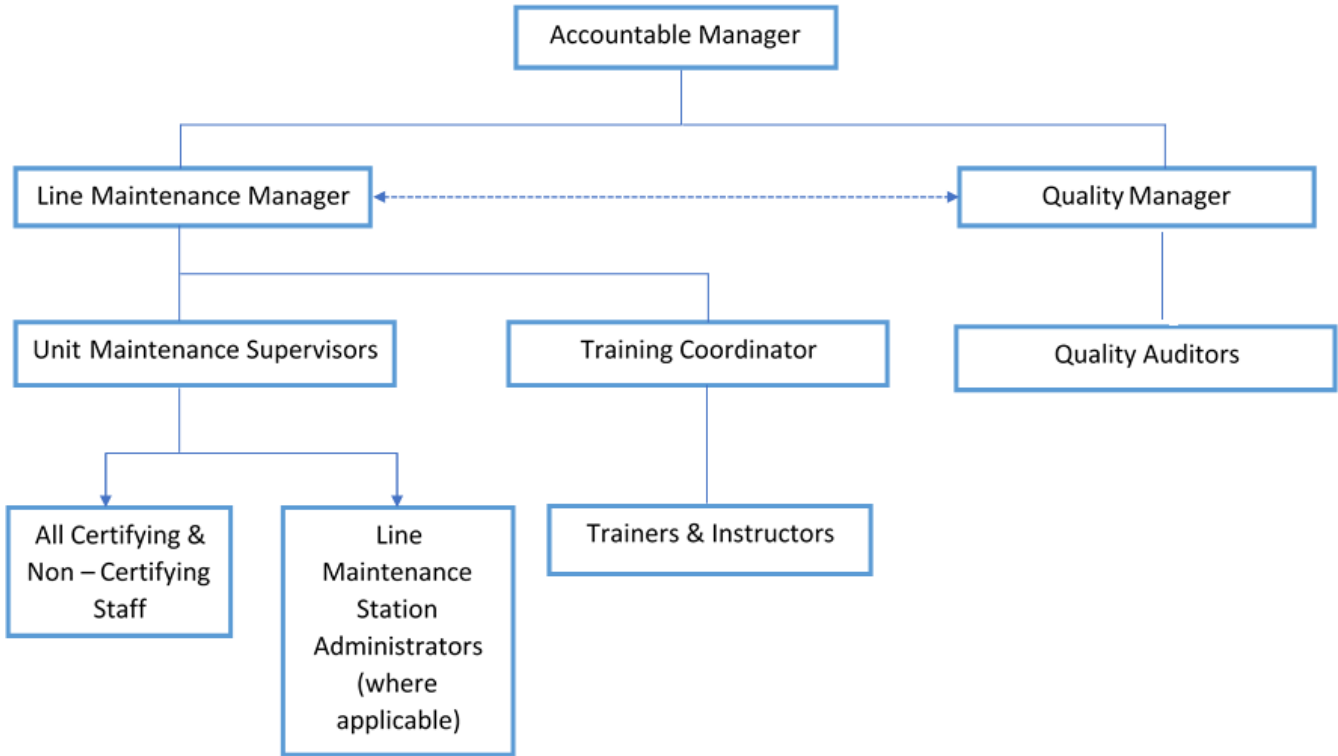 Accountable Manager
Line Maintenance Manager
Quality Manager
Unit Maintenance Supervisors
Training Coordinator
Quality Auditors
All Certifying &
Non – Certifying
Staff
Line
Maintenance
Station
Administrators
(where
applicable)
Trainers & Instructors